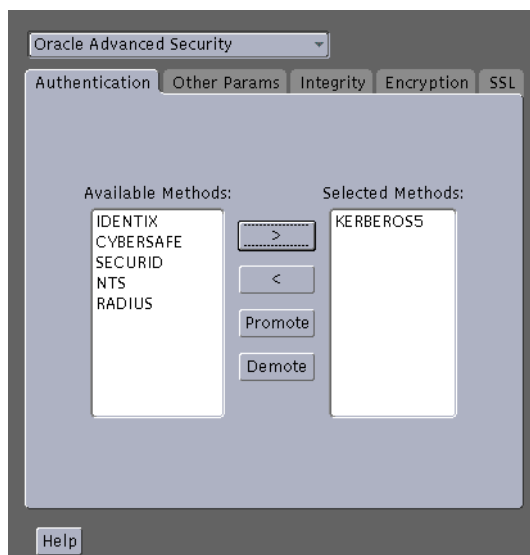 Oracle Advanced Security
Authentication
Other Params
Integrity
Encryption
SSL
Available Methods:
IDENTIX
CYBERSAFE
SECURID
NTS
RADIUS
>
<
Promote
Demote
Selected Methods:
KERBEROS5
Help